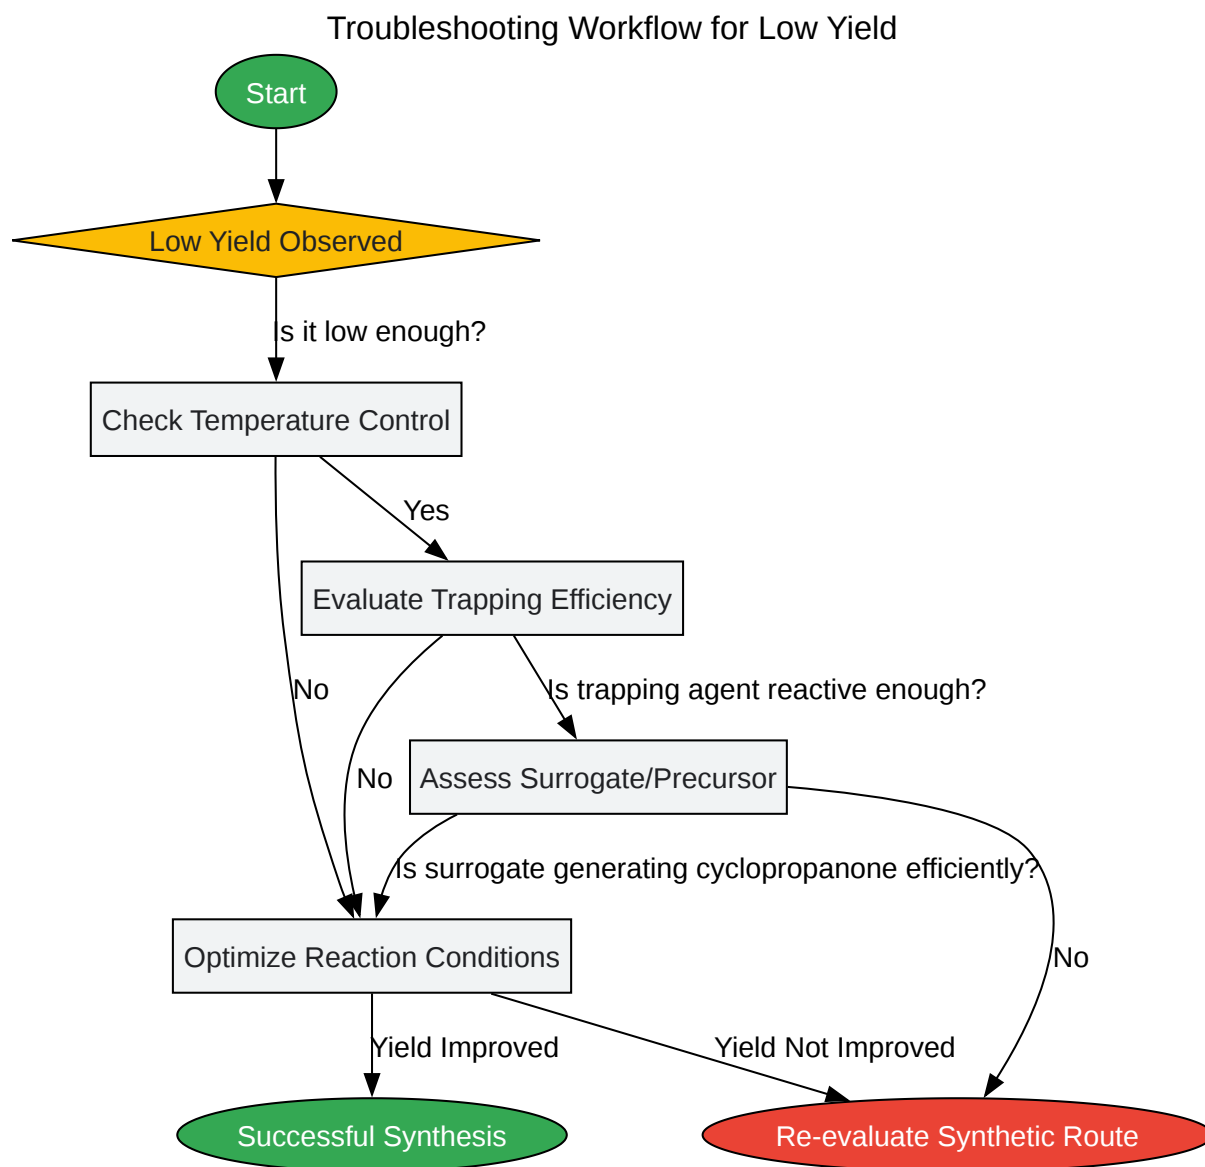 Troubleshooting Workflow for Low Yield
Start
Low Yield Observed
Is it low enough?
Check Temperature Control
Yes
Evaluate Trapping Efficiency
No
Is trapping agent reactive enough?
No
Assess Surrogate/Precursor
Is surrogate generating cyclopropanone efficiently?
Optimize Reaction Conditions
No
Yield Improved
Yield Not Improved
Successful Synthesis
Re-evaluate Synthetic Route